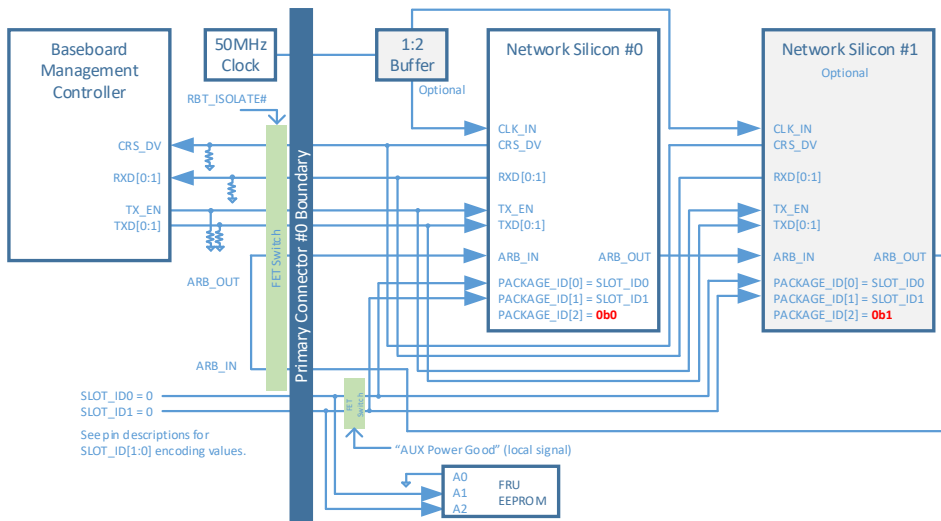 Baseboard
Management
Controller
CRS_DV
RXD[0:1]
TX_EN
TXD[0:1]
50MHz
Clock
RBT_ISOLATE#
FET Switch
Primary Connector #0 Boundary
ARB_OUT
ARB_IN
SLOT_ID0 = 0
SLOT_ID1 = 0
See pin descriptions for
SLOT_ID[1:0] encoding values.
1:2
Buffer
Optional
Network Silicon #0
CLK_IN
CRS_DV
RXD[0:1]
TX_EN
TXD[0:1]
ARB_IN
ARB_OUT
PACKAGE_ID[0] = SLOT_ID0
PACKAGE_ID[1] = SLOT_ID1
PACKAGE_ID[2] = 0b0
Network Silicon #1
Optional
CLK_IN
CRS_DV
RXD[0:1]
TX_EN
TXD[0:1]
ARB_IN
ARB_OUT
PACKAGE_ID[0] = SLOT_ID0
PACKAGE_ID[1] = SLOT_ID1
PACKAGE_ID[2] = 0b1
FET
Switch
“AUX Power Good” (local signal)
A0
A1
A2
FRU
EEPROM